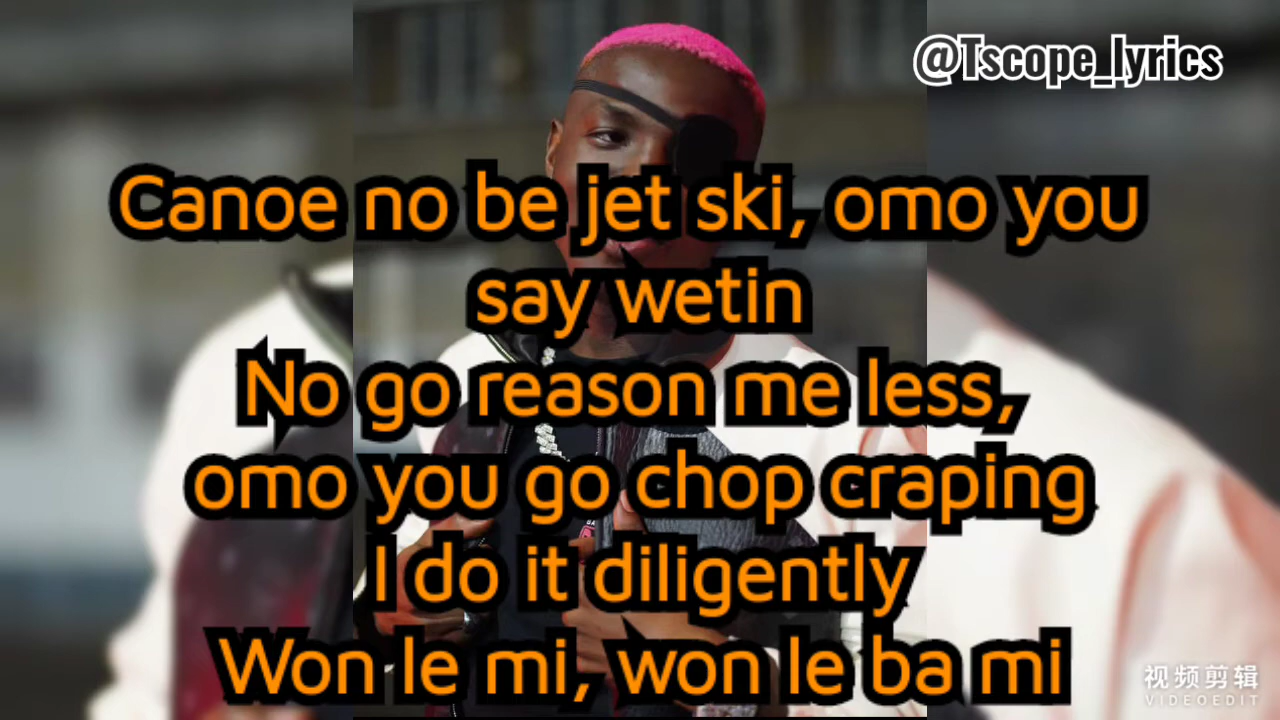 @Tscope_lyrics
Canoe no be jet ski, omo you
say wetin
No go reason me less,
omo you go chop craping
I do it diligently
Won le mi, won le ba mi
视频剪辑
VIDEOEDIT